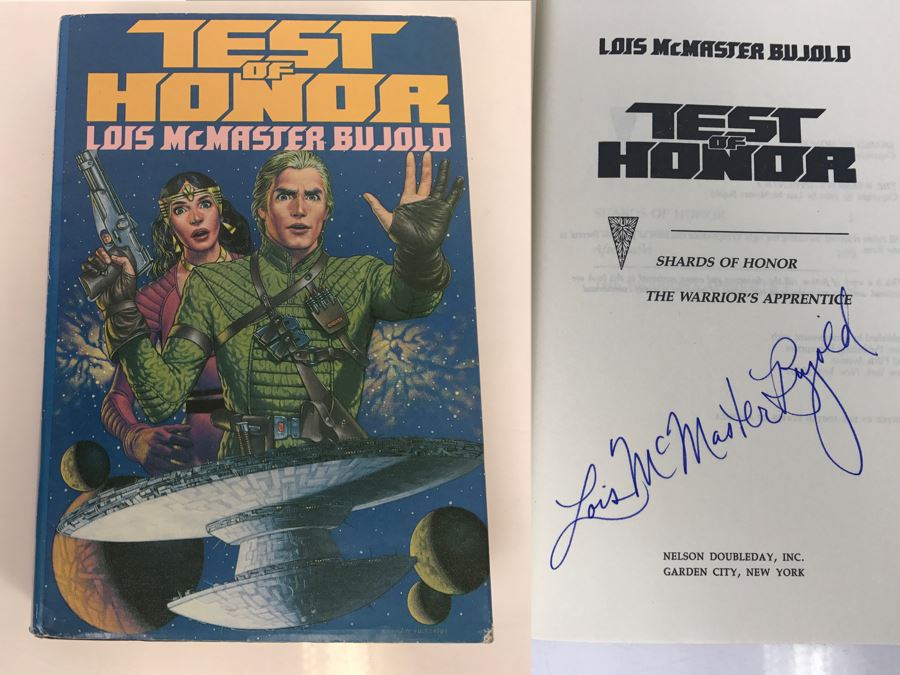 TEST
OF
HONOR
LOIS McMASTER BUJOLD
LOIS McMASTER BUJOLD
TEST
OF
HONOR
SHARDS OF HONOR
THE WARRIOR'S APPRENTICE
Lois McMaster Bujold
NELSON DOUBLEDAY, INC.
GARDEN CITY, NEW YORK